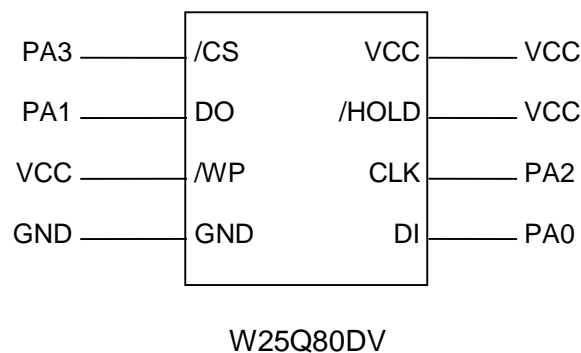 PA3 /CS VCC VCC
PA1 DO /HOLD VCC
VCC /WP CLK PA2
GND GND DI PA0
W25Q80DV